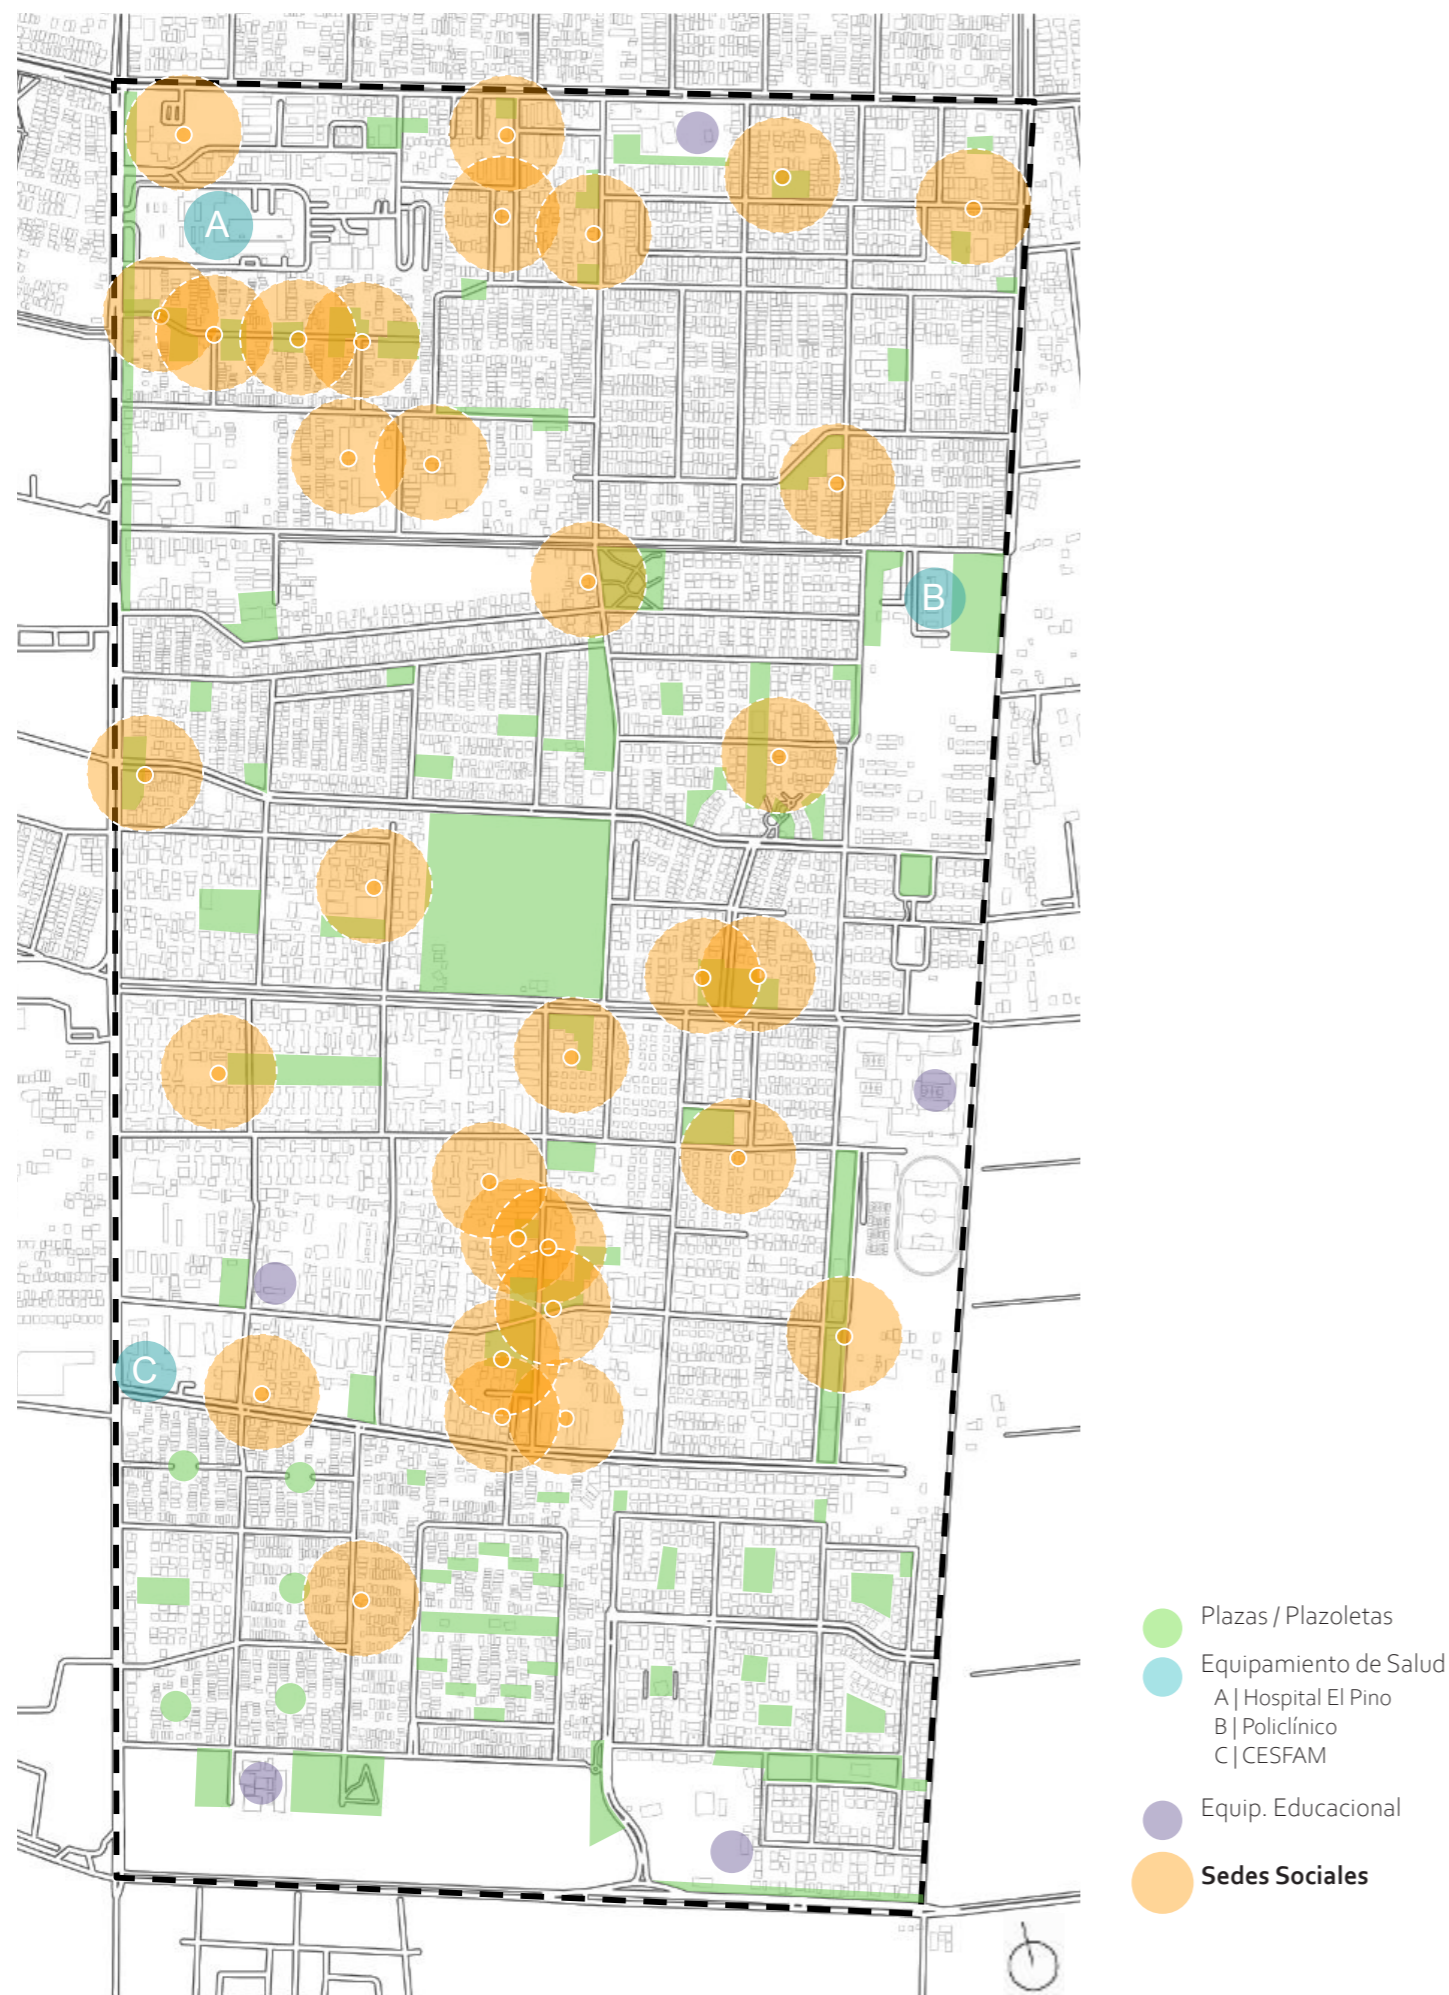 A
B
C
Plazas / Plazoletas
Equipamiento de Salud
A | Hospital El Pino
B | Policlínico
C | CESFAM
Equip. Educacional
Sedes Sociales